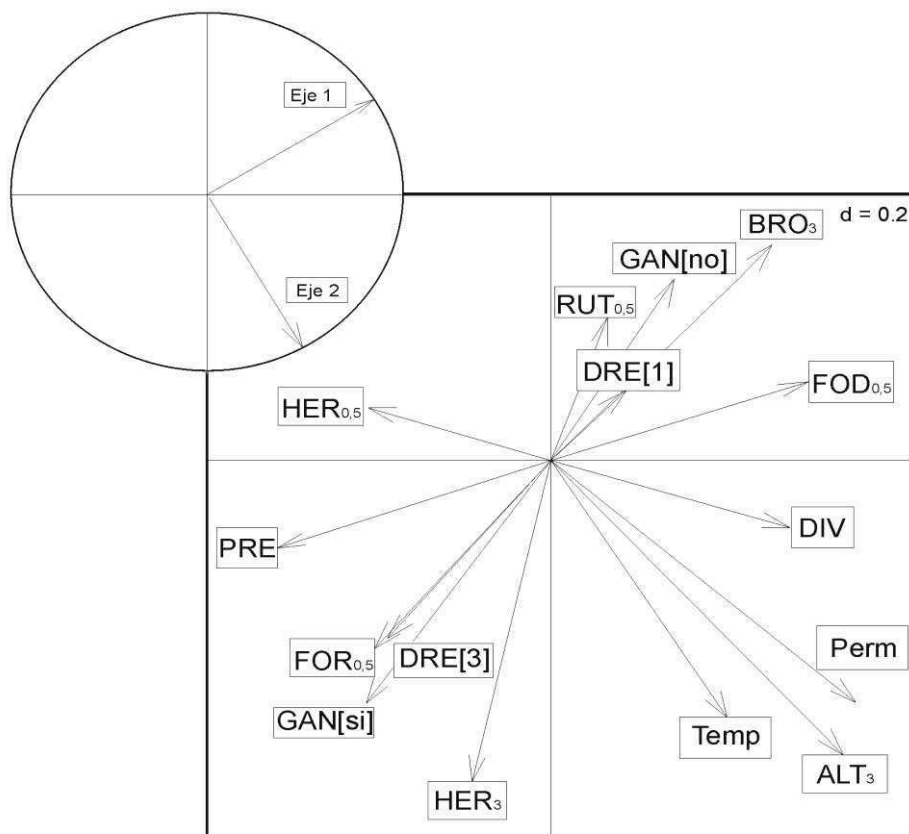 Eje 1
Eje 2
d = 0.2
BRO3
GAN[no]
RUT0,5
DRE[1]
FOD0,5
HER0,5
PRE
DIV
FOR0,5
DRE[3]
Perm
GAN[si]
Temp
ALT3
HER3